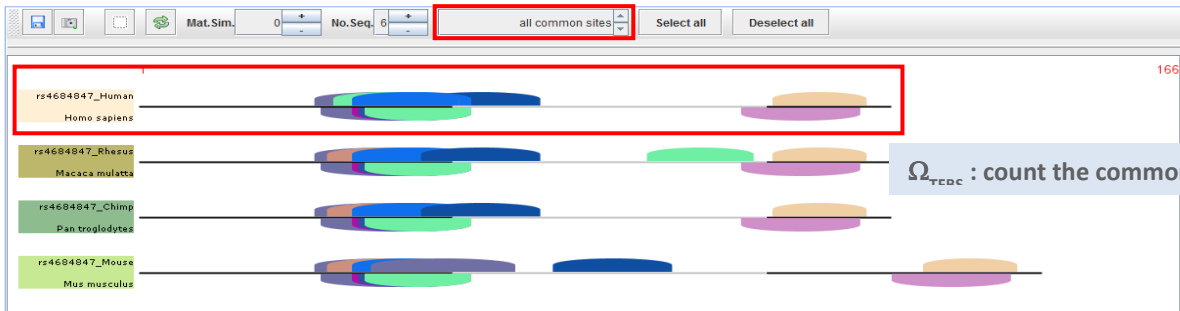 Mat.Sim. 0 + - No.Seq. 6 + - all common sites Select all Deselect all
166
rs4684847_Human
Homo sapiens
rs4684847_Rhesus
Macaca mulatta
Ω_TFBS : count the commo
rs4684847_Chimp
Pan troglodytes
rs4684847_Mouse
Mus musculus